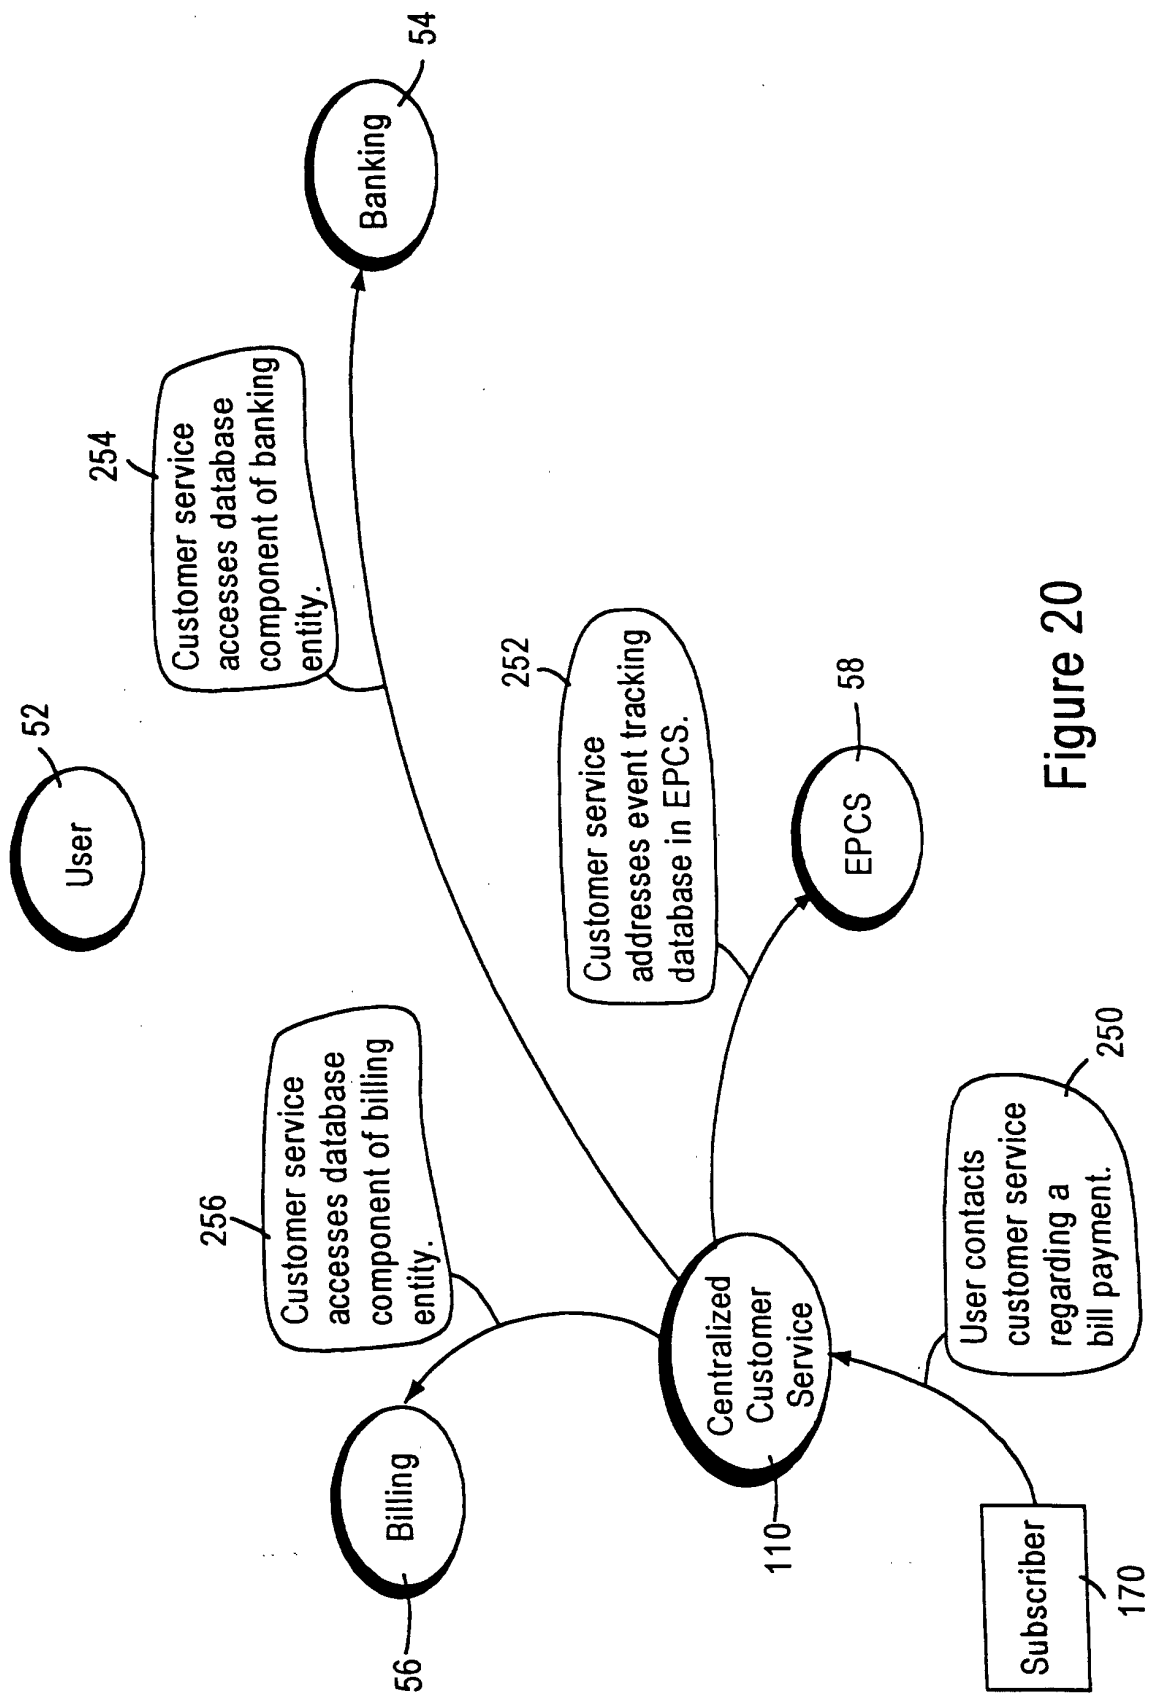 52
User
254
Customer service
accesses database
component of banking
entity.
54
Banking
256
Customer service
accesses database
component of billing
entity.
56
Billing
252
Customer service
addresses event tracking
database in EPCS.
58
EPCS
Centralized
Customer
Service
110
250
User contacts
customer service
regarding a
bill payment.
Subscriber
170
Figure 20